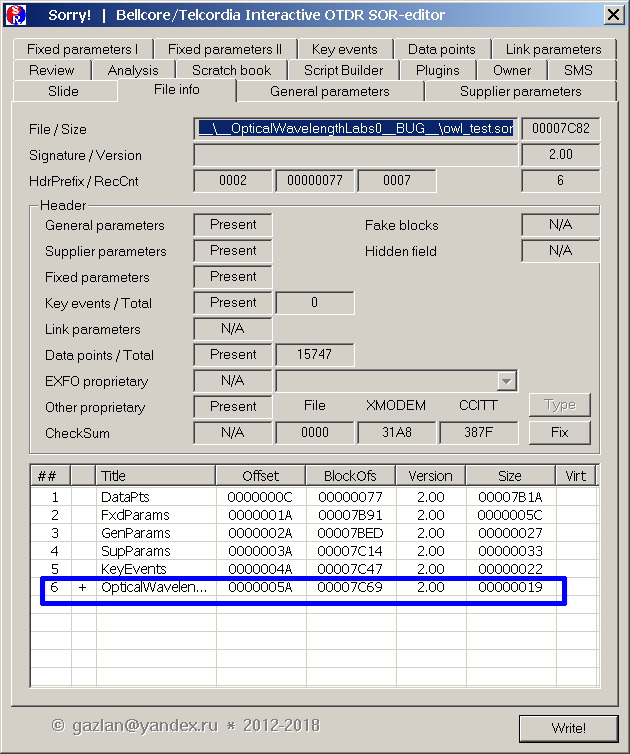 Sorry! | Bellcore/Telcordia Interactive OTDR SOR-editor
Fixed parameters I Fixed parameters II Key events Data points Link parameters
Review Analysis Scratch book Script Builder Plugins Owner SMS
Slide File info General parameters Supplier parameters
File / Size __\__OpticalWavelengthLabs0__BUG__\owl_test.sor 00007C82
Signature / Version 2.00
HdrPrefix / RecCnt 0002 00000077 0007 6
Header
General parameters Present Fake blocks N/A
Supplier parameters Present Hidden field N/A
Fixed parameters Present
Key events / Total Present 0
Link parameters N/A
Data points / Total Present 15747
EXFO proprietary N/A
Other proprietary Present File XMODEM CCITT Type
CheckSum N/A 0000 31A8 387F Fix
## Title Offset BlockOfs Version Size Virt
1 DataPts 0000000C 00000077 2.00 00007B1A
2 FxdParams 0000001A 00007B91 2.00 0000005C
3 GenParams 0000002A 00007BED 2.00 00000027
4 SupParams 0000003A 00007C14 2.00 00000033
5 KeyEvents 0000004A 00007C47 2.00 00000022
6 + OpticalWavelen... 0000005A 00007C69 2.00 00000019
© gazlan@yandex.ru * 2012-2018
Write!